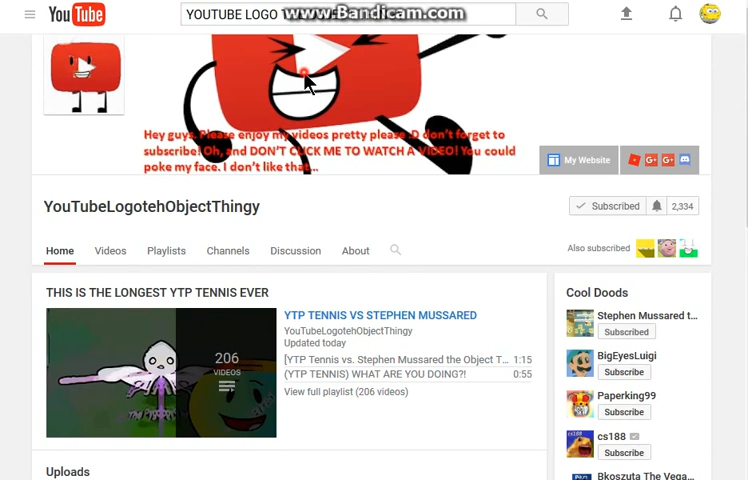 YouTube
YOUTUBE LOGO
www.Bandicam.com
Hey guys. Please enjoy my videos pretty please :D don't forget to
subscribe! Oh, and DON'T CLICK ME TO WATCH A VIDEO! You could
poke my face. I don't like that...
My Website
YouTubeLogotehObjectThingy
Subscribed
2,334
Home
Videos
Playlists
Channels
Discussion
About
Also subscribed
THIS IS THE LONGEST YTP TENNIS EVER
206
VIDEOS
YTP TENNIS VS STEPHEN MUSSARED
YouTubeLogotehObjectThingy
Updated today
[YTP Tennis vs. Stephen Mussared the Object T... 1:15
(YTP TENNIS) WHAT ARE YOU DOING?! 0:55
View full playlist (206 videos)
Uploads
Cool Doods
Stephen Mussared t...
Subscribed
BigEyesLuigi
Subscribe
Paperking99
Subscribe
cs188
Subscribe
Bkoszuta The Vega...